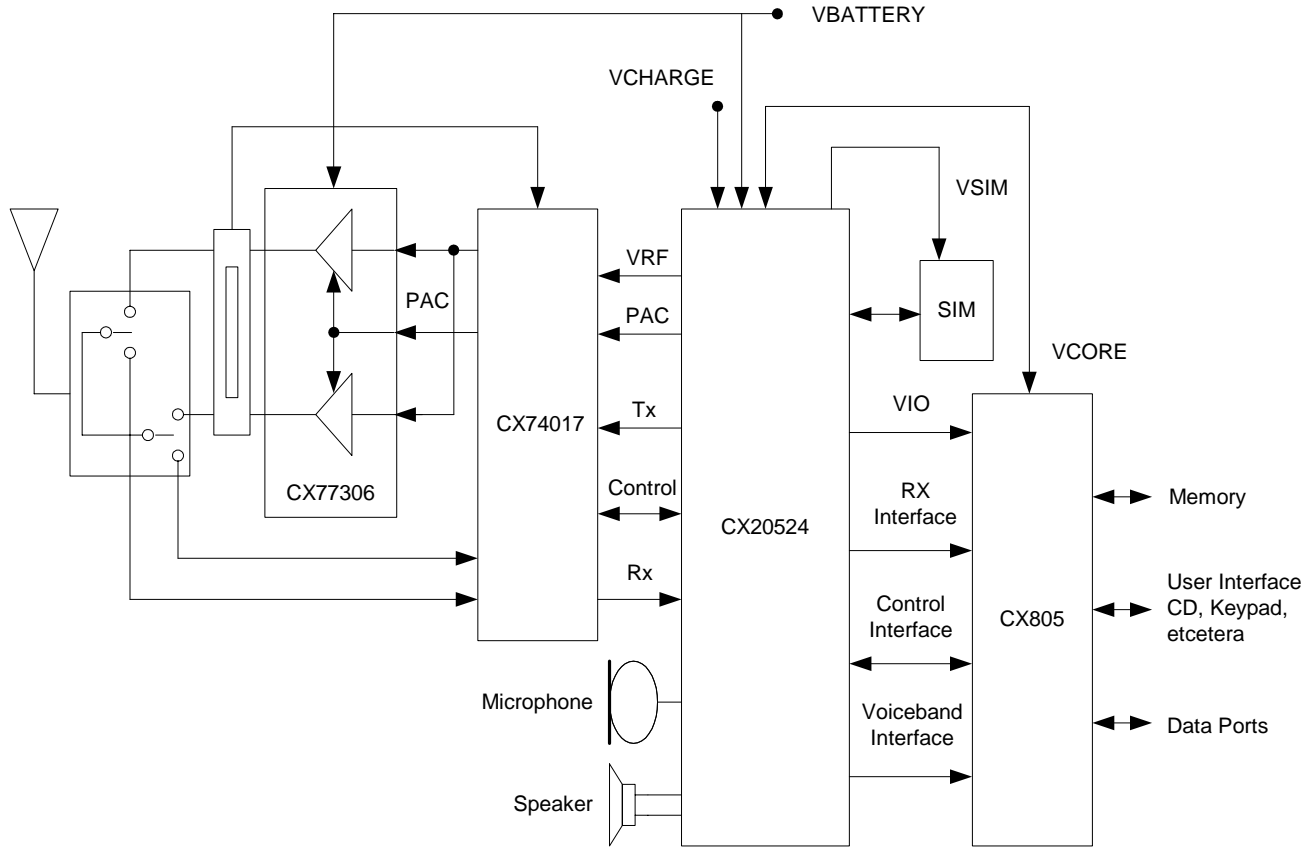 VBATTERY
VCHARGE
VSIM
VRF
PAC
PAC
SIM
VCORE
VIO
Tx
CX74017
CX77306
Control
RX
Interface
CX20524
Memory
Rx
User Interface
CD, Keypad,
etcetera
Control
Interface
CX805
Microphone
Voiceband
Interface
Data Ports
Speaker